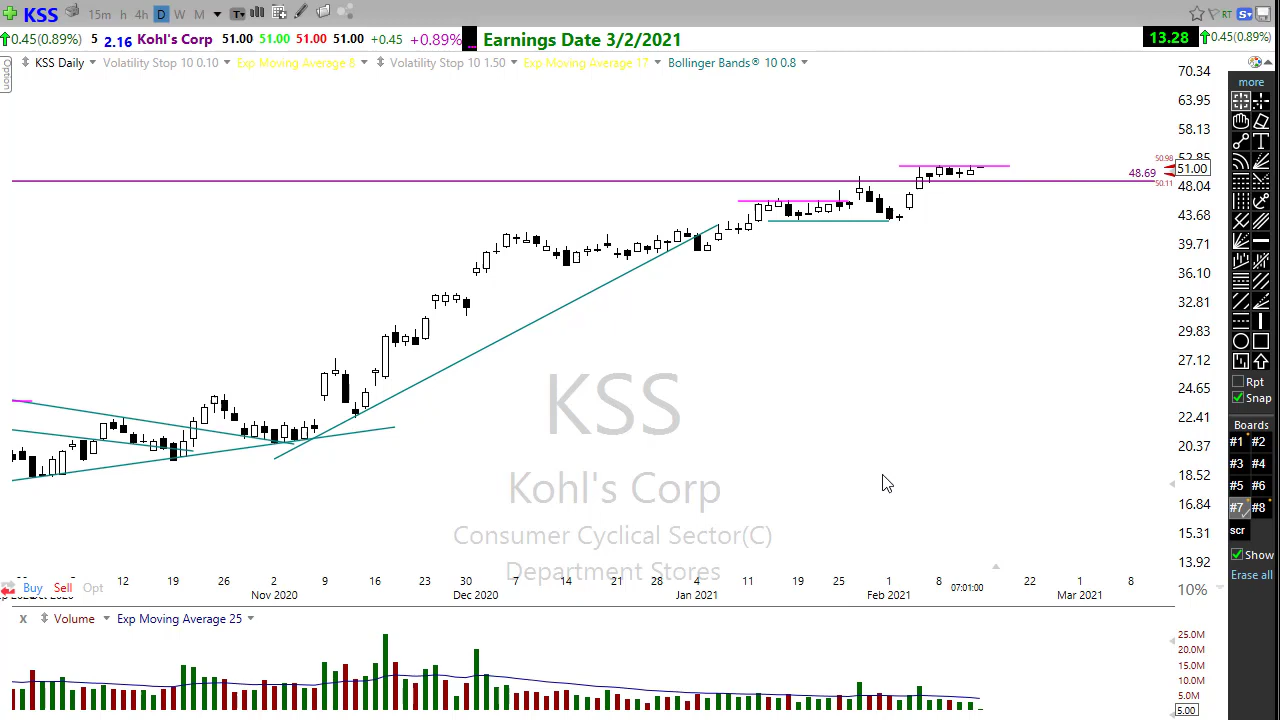 KSS 15m h 4h D W M T RT S
0.45(0.89%) 5 2.16 Kohl's Corp 51.00 51.00 51.00 51.00 +0.45 +0.89% Earnings Date 3/2/2021 13.28 0.45(0.89%)
Option
KSS Daily Volatility Stop 10 0.10 Exp Moving Average 8 Volatility Stop 10 1.50 Exp Moving Average 17 Bollinger Bands® 10 0.8
70.34
63.95
58.13
52.85
50.98
51.00
48.69
50.11
48.04
43.68
39.71
36.10
32.81
29.83
27.12
24.65
22.41
20.37
18.52
16.84
15.31
13.92
10%
KSS
Kohl's Corp
Consumer Cyclical Sector(C)
Department Stores
more
Rpt
Snap
Boards
#1 #2
#3 #4
#5 #6
#7 #8
scr
Show
Erase all
Buy Sell Opt
12 19 26 2 9 16 23 30 7 14 21 28 4 11 19 25 1 8 07:01:00 22 1 8
Nov 2020 Dec 2020 Jan 2021 Feb 2021 Mar 2021
X Volume Exp Moving Average 25
25.0M
20.0M
15.0M
10.0M
5.0M
5.00